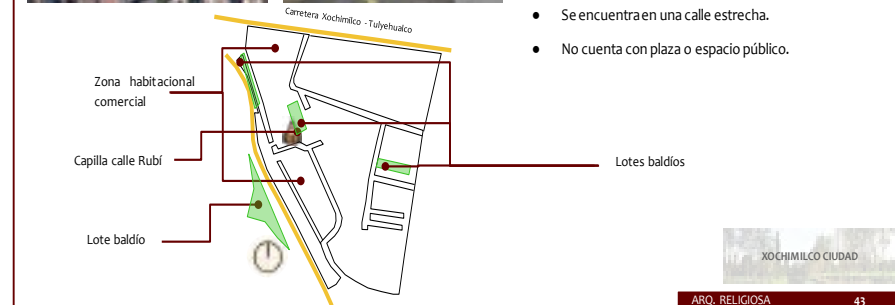 Carretera Xochimilco - Tulyehualco
● Se encuentra en una calle estrecha.
● No cuenta con plaza o espacio público.
Zona habitacional
comercial
Capilla calle Rubí
Lote baldío
Lotes baldíos
XOCHIMILCO CIUDAD
ARQ. RELIGIOSA 43